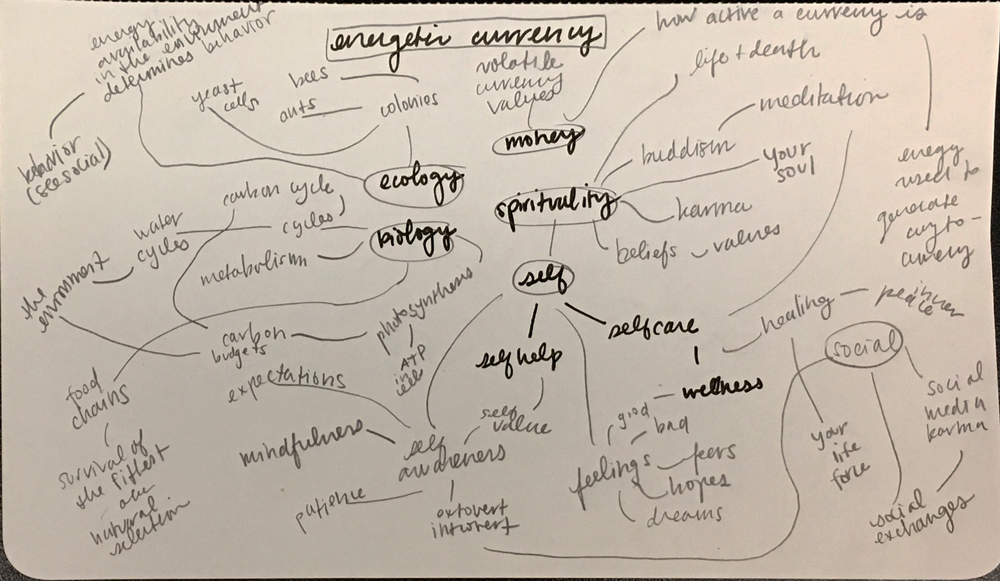 energy
availability
in the environment
determines behavior
energetic currency
how active a currency is
volatile
currency
values
life + death
bees
yeast
cells
ants
colonies
meditation
money
behavior
(see social)
buddism
your
soul
energy
used to
generate
cryto-
currency
ecology
carbon cycle
spirituality
karma
water
cycles
cycles
biology
beliefs
values
metabolism
the
environment
self
photosynthesis
healing
inner
peace
carbon
budgets
ATP
in
cell
selfcare
social
self help
expectations
wellness
food
chains
self
value
good
bad
social
media
karma
mindfulness
self
awareness
your
life
force
feelings
feers
hopes
dreams
survival of
the fittest
natural
selection
patience
extovert
introvert
social
exchanges